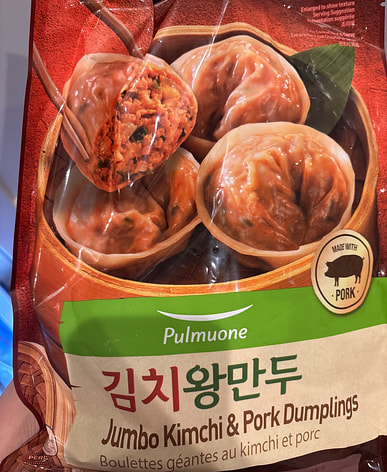 Enlarged to show texture
Serving Suggestion
MADE WITH
PORK
Pulmuone
김치왕만두
Jumbo Kimchi & Pork Dumplings
Boulettes géantes au kimchi et porc